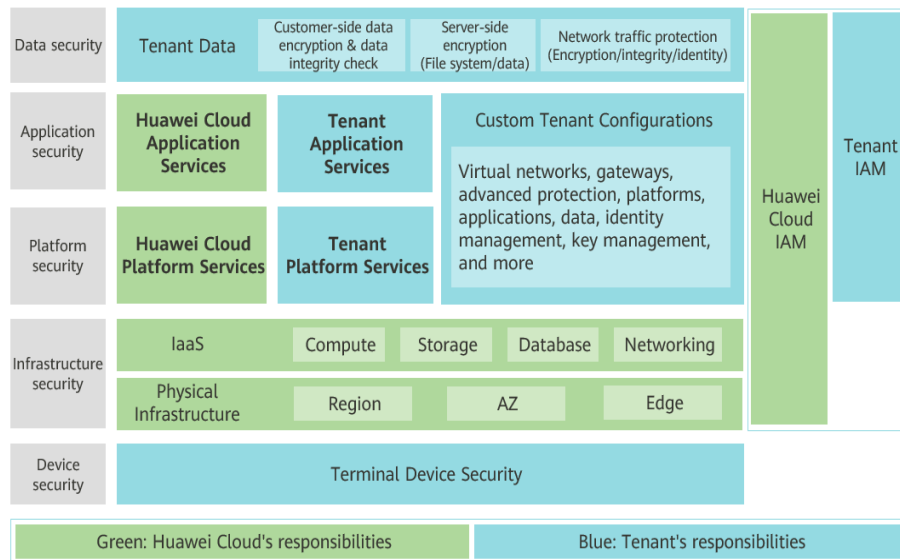 Data security
Tenant Data
Customer-side data
encryption & data
integrity check
Server-side
encryption
(File system/data)
Network traffic protection
(Encryption/integrity/identity)
Application
security
Huawei Cloud
Application
Services
Tenant
Application
Services
Custom Tenant Configurations
Virtual networks, gateways,
advanced protection, platforms,
applications, data, identity
management, key management,
and more
Platform
security
Huawei Cloud
Platform Services
Tenant
Platform Services
Huawei
Cloud
IAM
Tenant
IAM
Infrastructure
security
IaaS
Compute
Storage
Database
Networking
Physical
Infrastructure
Region
AZ
Edge
Device
security
Terminal Device Security
Green: Huawei Cloud's responsibilities
Blue: Tenant's responsibilities